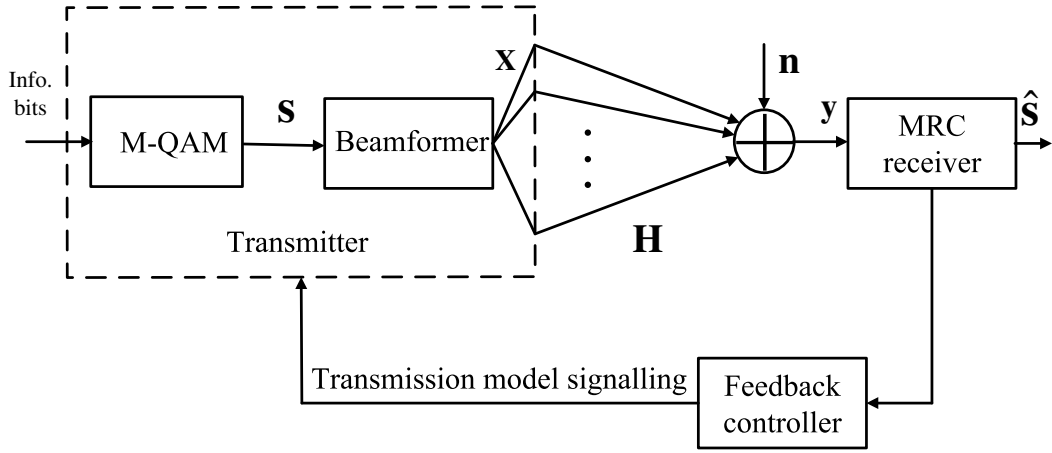 Info.
bits
M-QAM
s
Beamformer
x
Transmitter
H
n
y
MRC
receiver
ŝ
Transmission model signalling
Feedback
controller